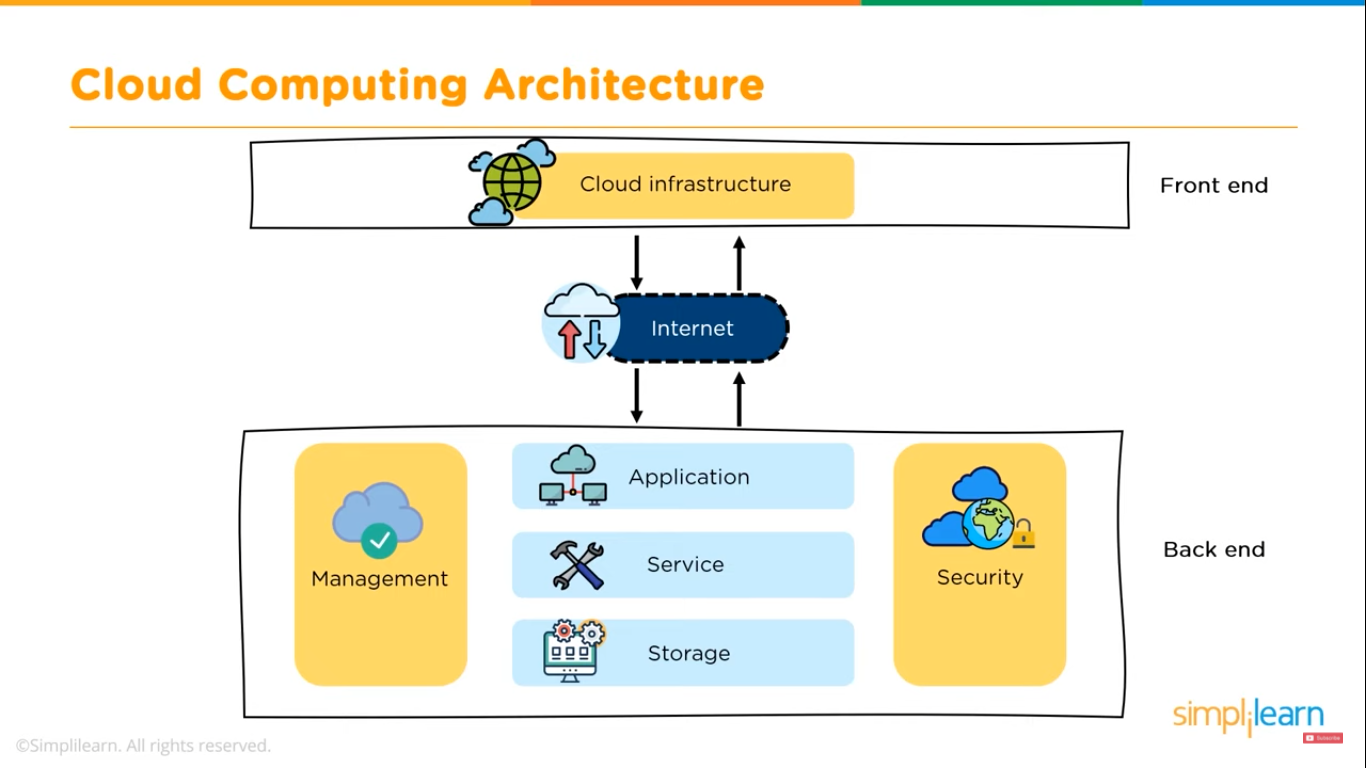 Cloud Computing Architecture
Cloud infrastructure
Front end
Internet
Application
Management
Service
Security
Back end
Storage
simplilearn
Subscribe
©Simplilearn. All rights reserved.